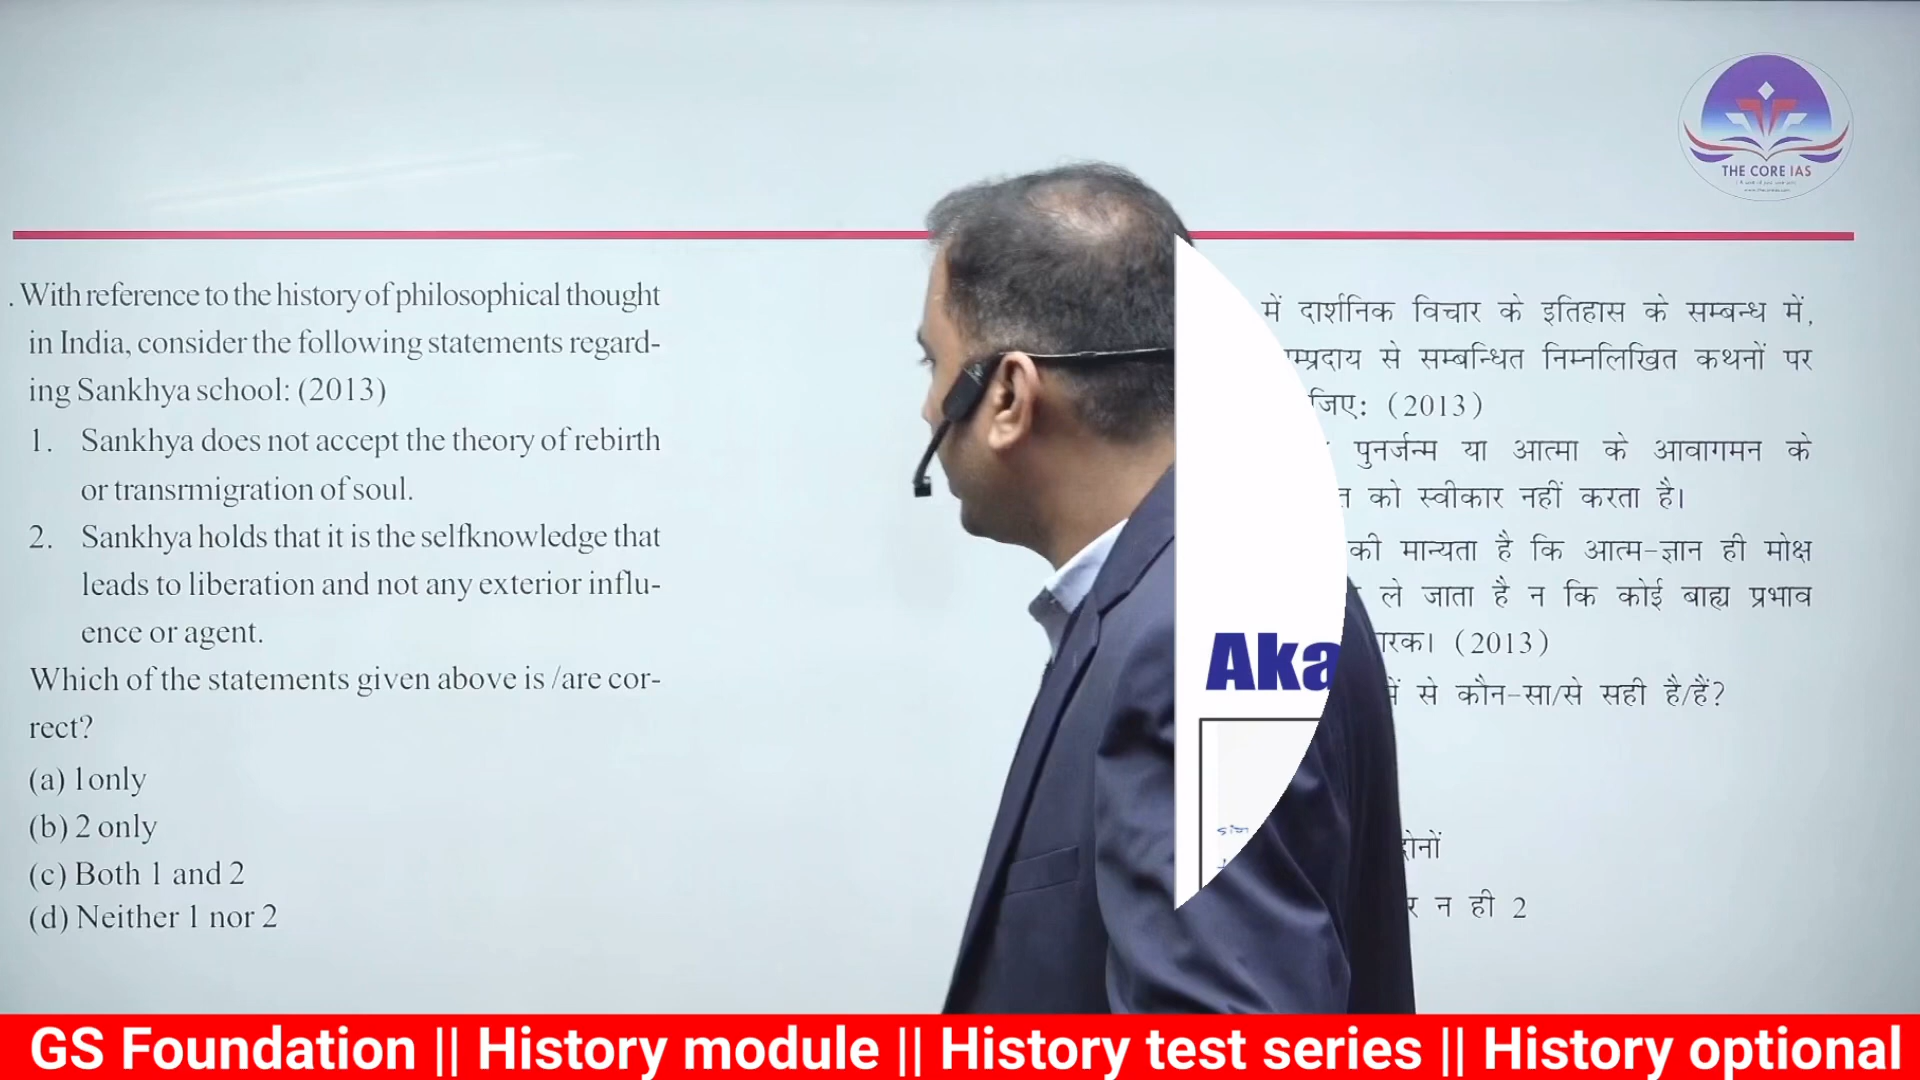 THE CORE IAS
. With reference to the history of philosophical thought
in India, consider the following statements regard-
ing Sankhya school: (2013)
1. Sankhya does not accept the theory of rebirth
or transrmigration of soul.
2. Sankhya holds that it is the selfknowledge that
leads to liberation and not any exterior influ-
ence or agent.
Which of the statements given above is /are cor-
rect?
(a) 1only
(b) 2 only
(c) Both 1 and 2
(d) Neither 1 nor 2
में दार्शनिक विचार के इतिहास के सम्बन्ध में,
से सम्बन्धित निम्नलिखित कथनों पर
(2013)
पुनर्जन्म या आत्मा के आवागमन के
को स्वीकार नहीं करता है।
की मान्यता है कि आत्म-ज्ञान ही मोक्ष
ले जाता है न कि कोई बाह्य प्रभाव
(2013)
से कौन-सा/से सही है/हैं?
दोनों
न ही 2
Aka
GS Foundation || History module || History test series || History optional